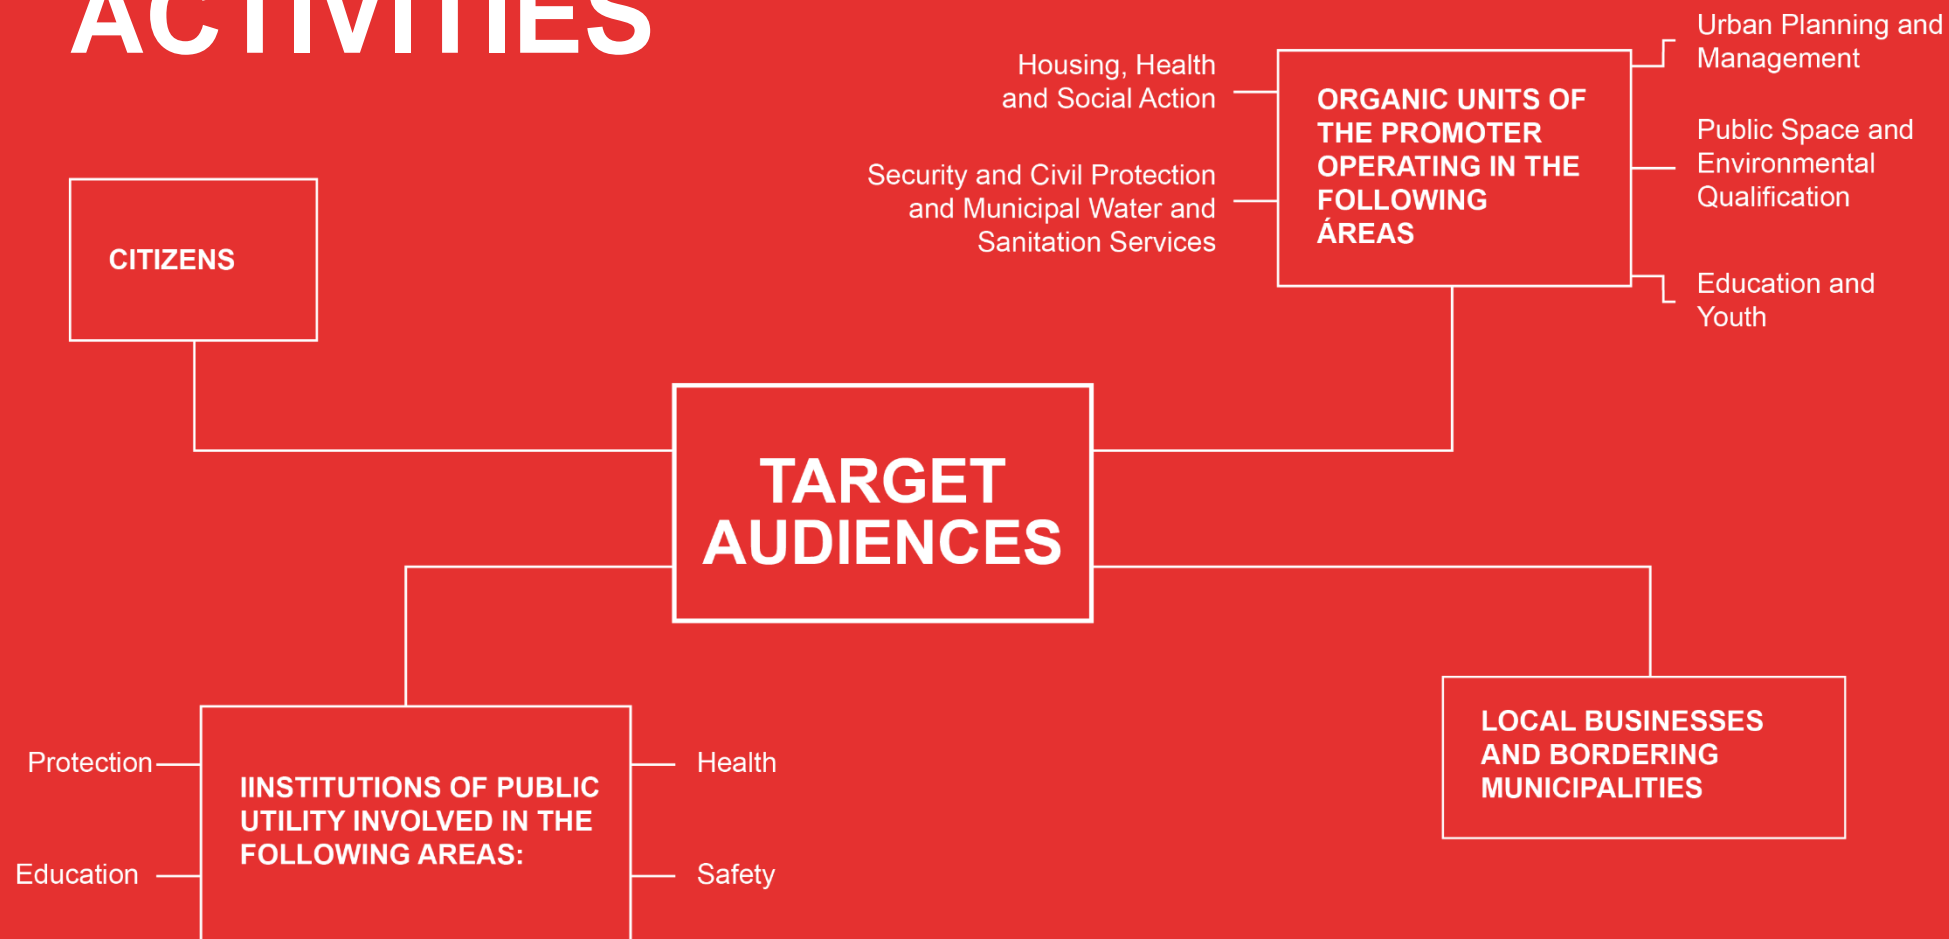 ACTIVITIES
Housing, Health
and Social Action
Security and Civil Protection
and Municipal Water and
Sanitation Services
ORGANIC UNITS OF
THE PROMOTER
OPERATING IN THE
FOLLOWING
ÁREAS
Urban Planning and
Management
Public Space and
Environmental
Qualification
Education and
Youth
CITIZENS
TARGET
AUDIENCES
Protection
Education
IINSTITUTIONS OF PUBLIC
UTILITY INVOLVED IN THE
FOLLOWING AREAS:
Health
Safety
LOCAL BUSINESSES
AND BORDERING
MUNICIPALITIES